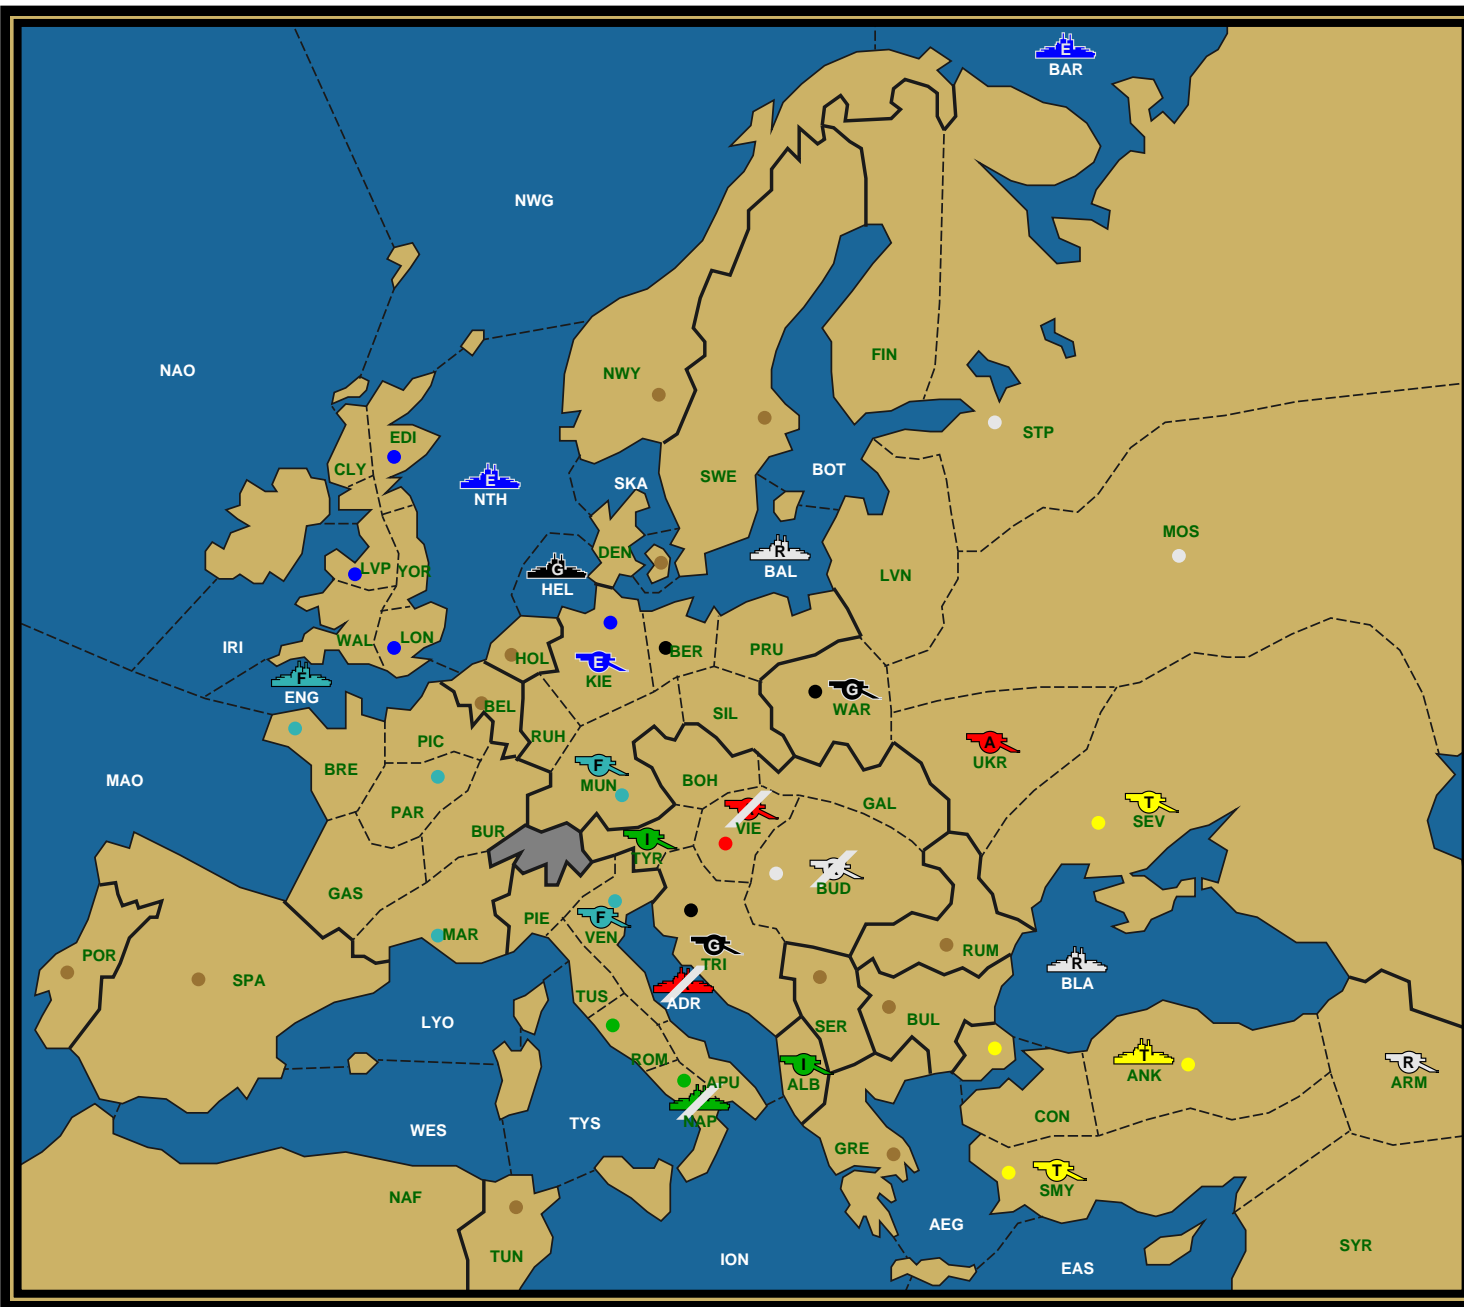 E
BAR
NWG
NAO
FIN
NWY
EDI
STP
CLY
E
NTH
SKA
SWE
BOT
MOS
DEN
G
HEL
R
BAL
LVP
YOR
LVN
IRI
WAL
LON
F
ENG
HOL
E
KIE
BER
PRU
BEL
G
WAR
SIL
RUH
PIC
BRE
A
UKR
F
MUN
BOH
MAO
PAR
GAL
T
SEV
VIE
BUR
I
TYR
BUD
GAS
PIE
F
VEN
MAR
G
TRI
RUM
POR
SPA
R
BLA
TUS
ADR
LYO
SER
BUL
ROM
I
ALB
APU
T
ANK
R
ARM
NAP
TYS
WES
CON
GRE
T
SMY
NAF
AEG
TUN
ION
EAS
SYR